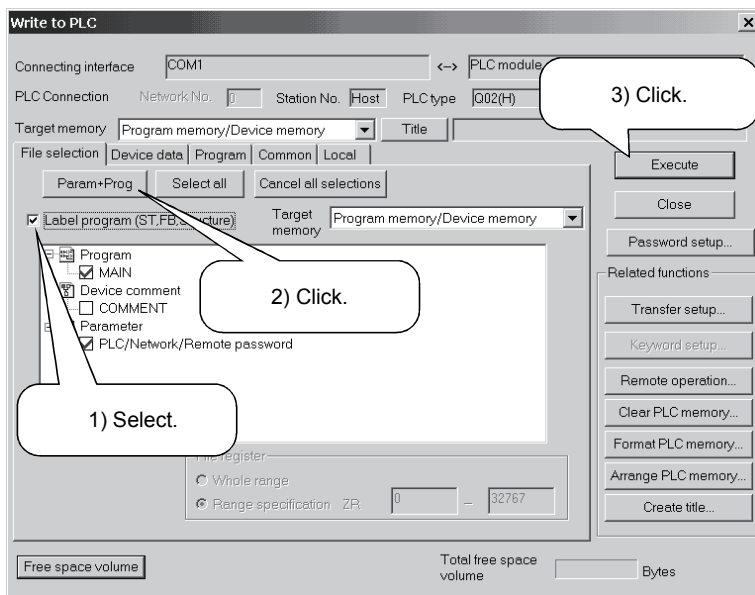 Write to PLC
Connecting interface COM1 <--> PLC module
PLC Connection Network No. 0 Station No. Host PLC type Q02(H)
3) Click.
Target memory Program memory/Device memory Title
File selection Device data Program Common Local
Execute
Param+Prog Select all Cancel all selections
Close
Label program (ST,FB,Structure) Target memory Program memory/Device memory
Password setup...
Program
Related functions
MAIN
2) Click.
Device comment
COMMENT
Transfer setup...
Parameter
PLC/Network/Remote password
Keyword setup...
Remote operation...
1) Select.
Clear PLC memory...
Format PLC memory...
File register
Whole range
Arrange PLC memory...
Range specification ZR 0 – 32767
Create title...
Free space volume
Total free space volume Bytes